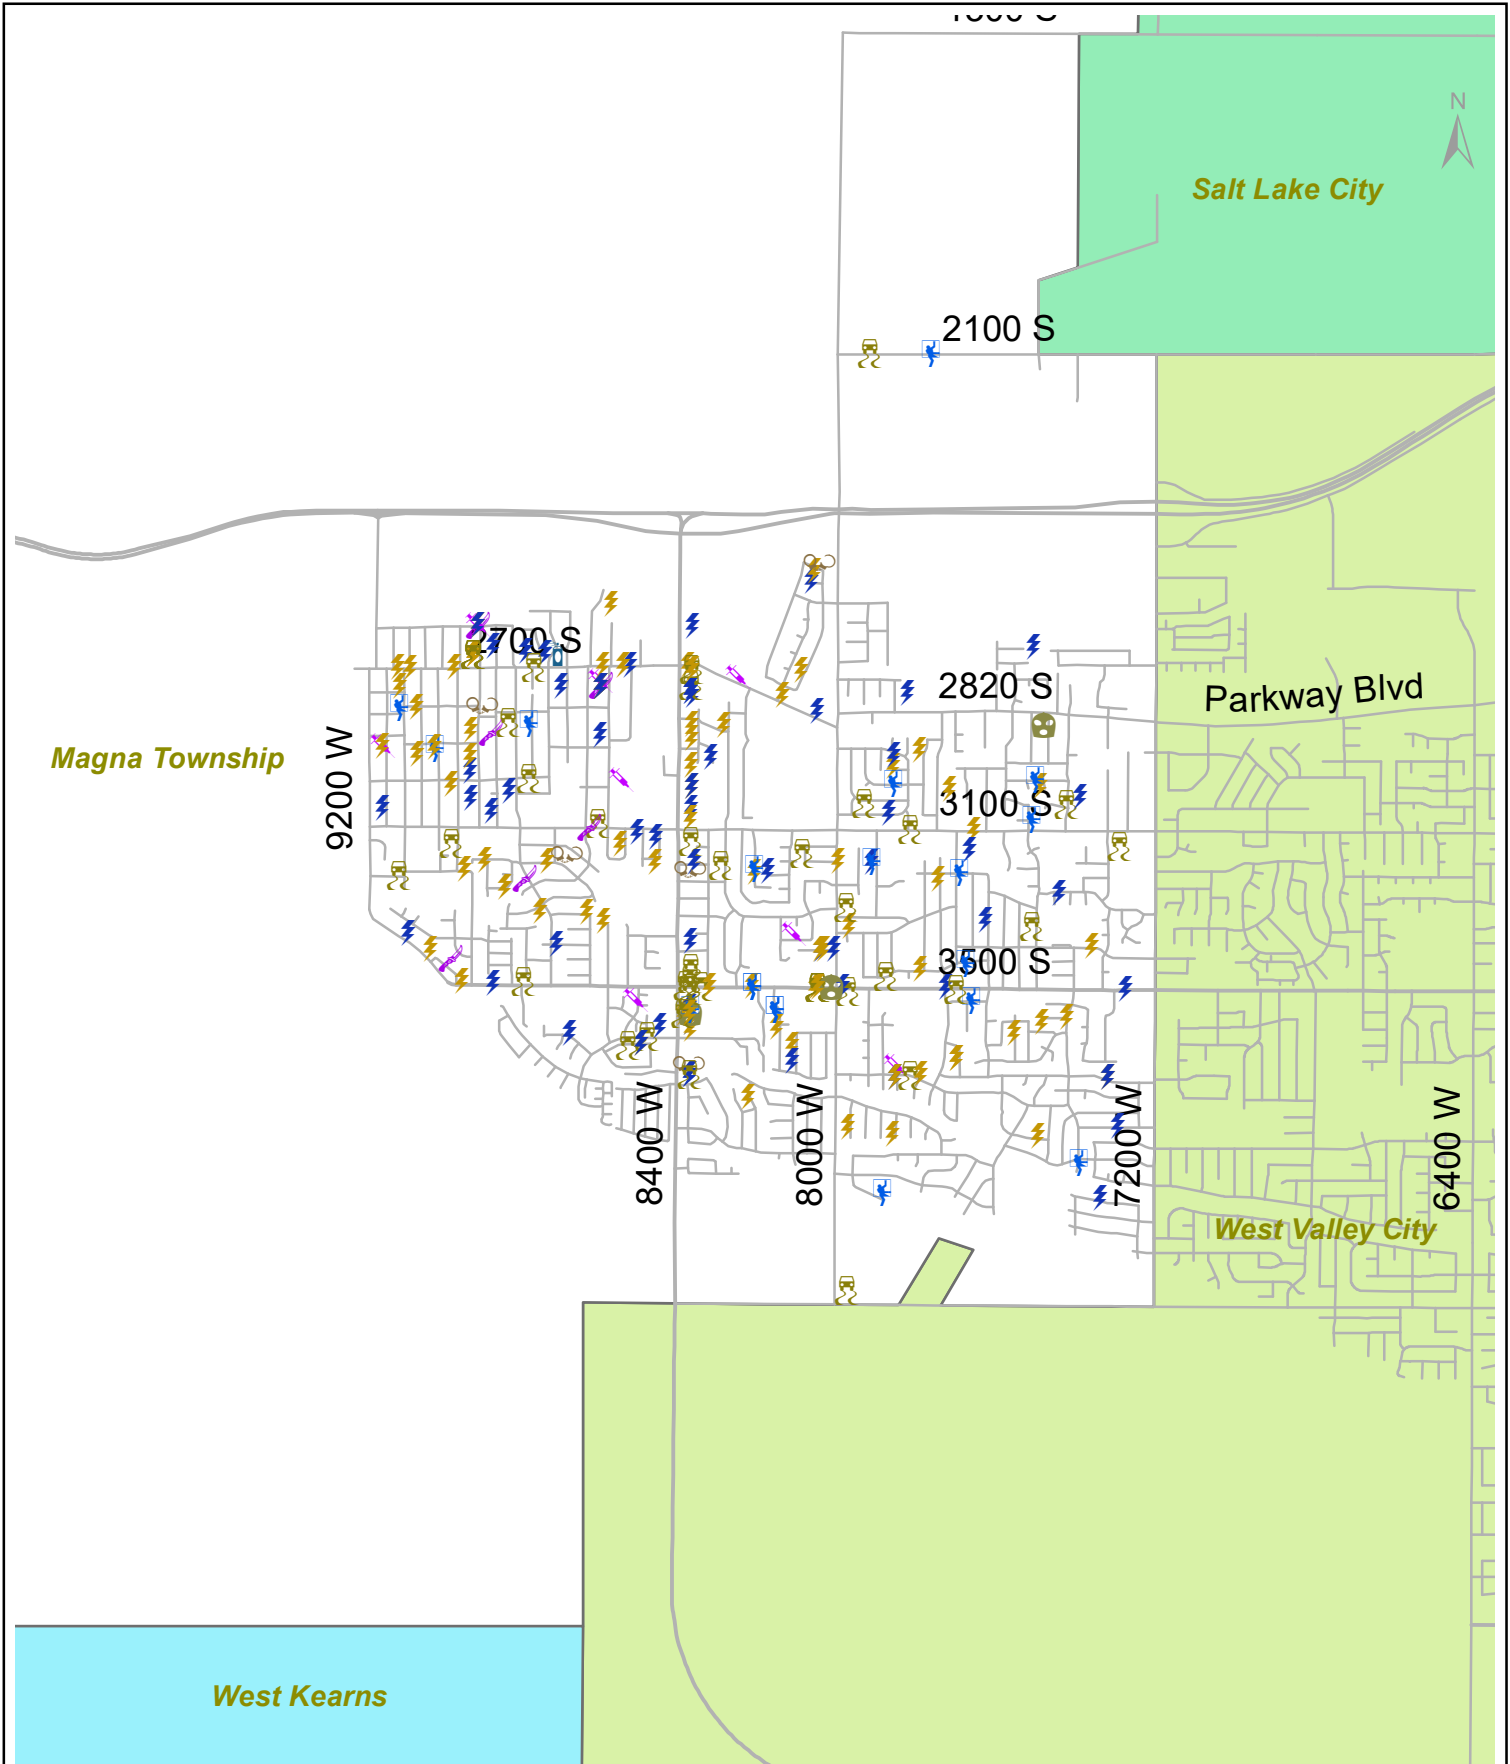 N
Salt Lake City
2100 S
2700 S
2820 S
Parkway Blvd
Magna Township
9200 W
3100 S
3500 S
8400 W
8000 W
7200 W
6400 W
West Valley City
West Kearns